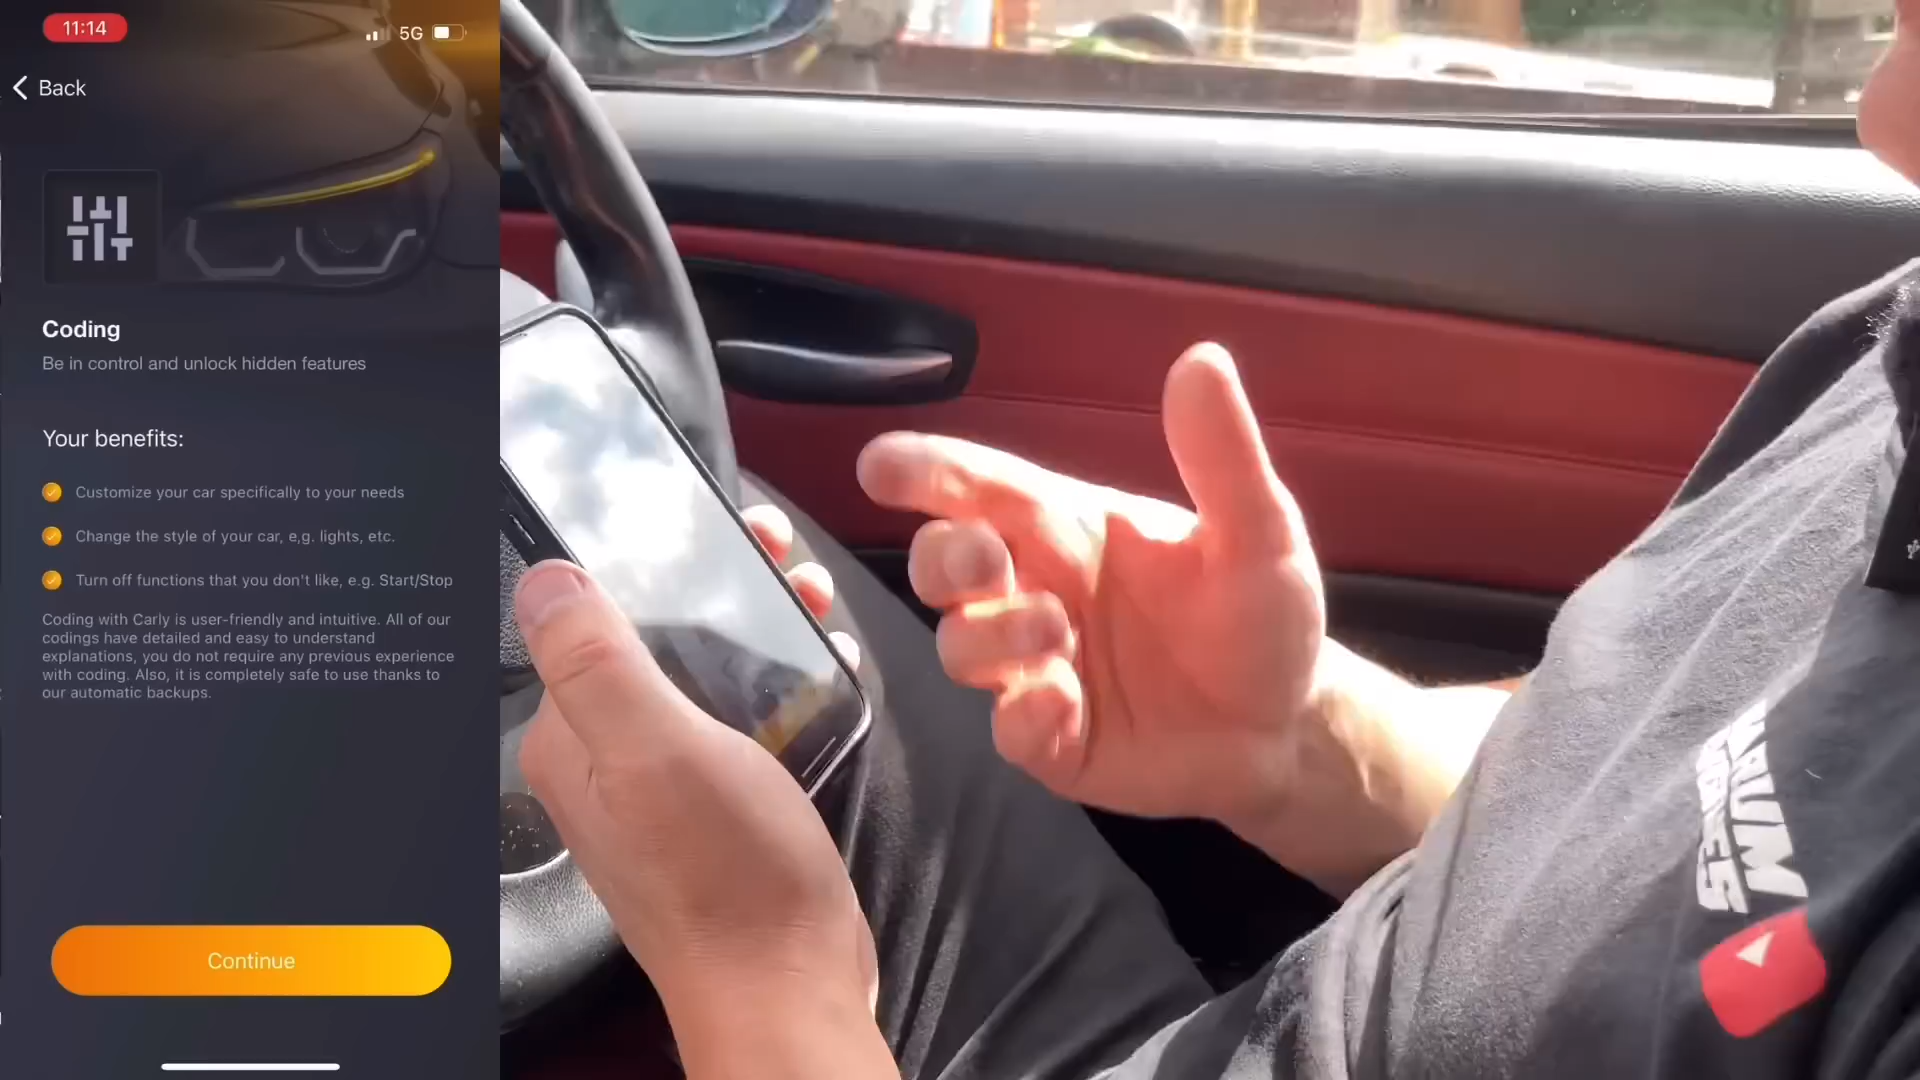 11:14
5G
Back
Coding
Be in control and unlock hidden features
Your benefits:
Customize your car specifically to your needs
Change the style of your car, e,g. lights, etc.
Turn off functions that you don't like, e.g. Start/Stop
Coding with Carly is user-friendly and intuitive. All of our
codings have detailed and easy to understand
explanations, you do not require any previous experience
with coding. Also, it is completely safe to use thanks to
our automatic backups.
Continue